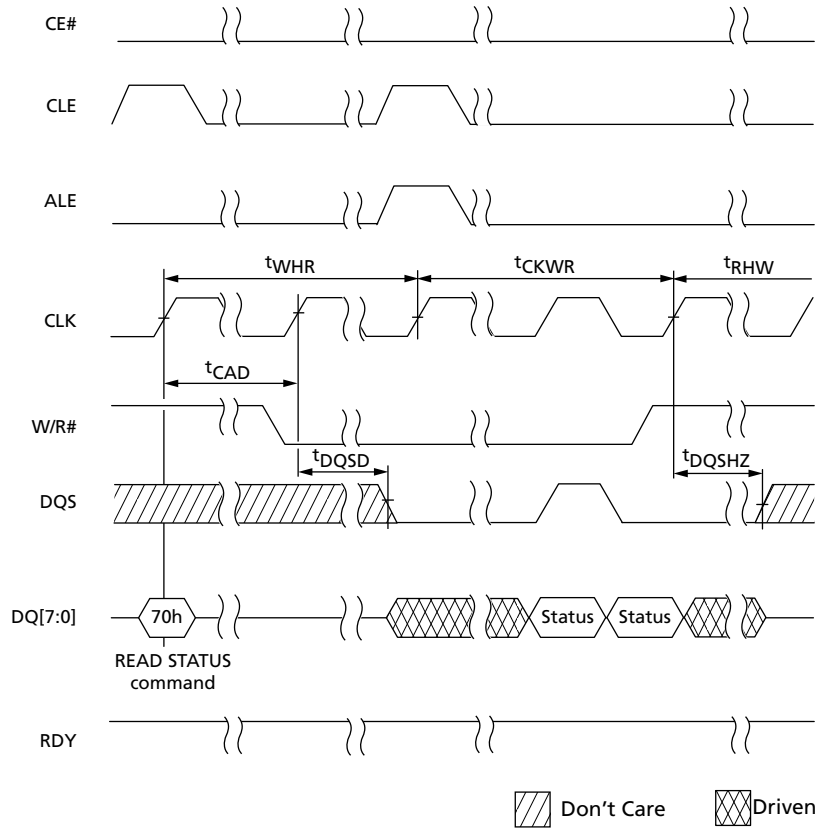 CE#
CLE
ALE
tWHR tCKWR tRHW
CLK
tCAD
W/R#
tDQSD tDQSHZ
DQS
DQ[7:0] 70h Status Status
READ STATUS
command
RDY
Don't Care Driven